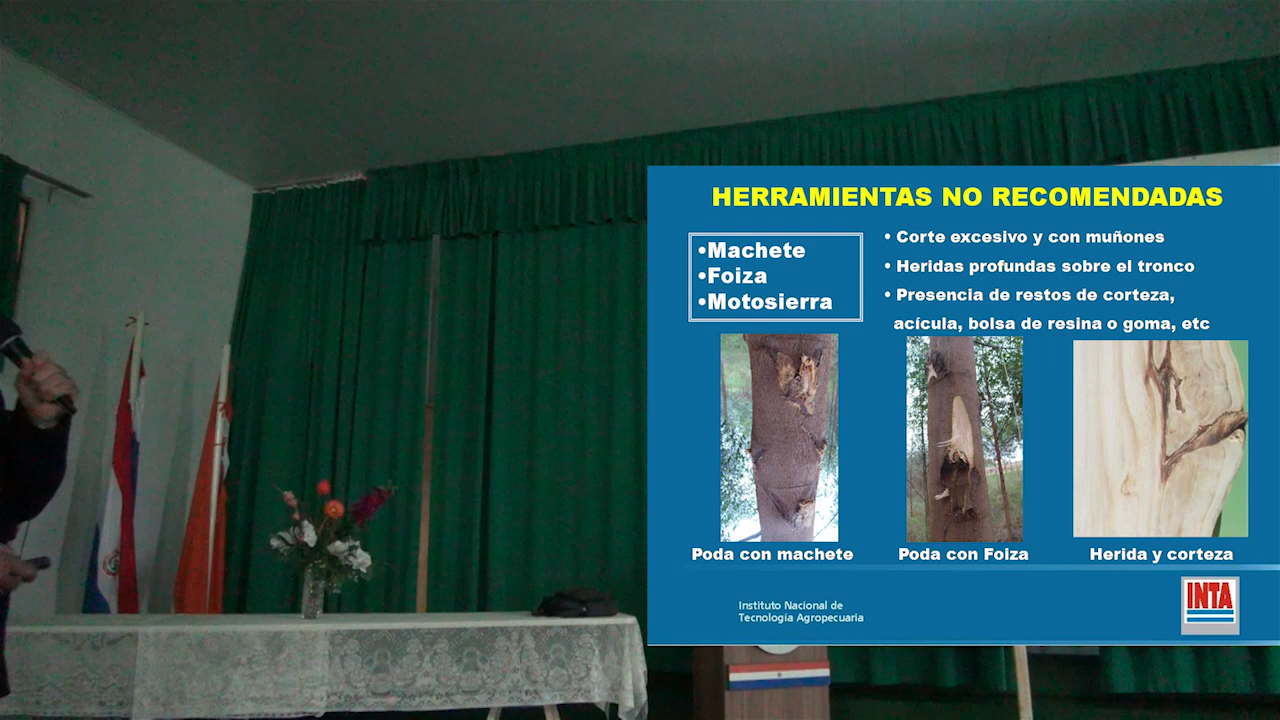 HERRAMIENTAS NO RECOMENDADAS
•Machete
•Foiza
•Motosierra
• Corte excesivo y con muñones
• Heridas profundas sobre el tronco
• Presencia de restos de corteza,
acícula, bolsa de resina o goma, etc
Poda con machete
Poda con Foiza
Herida y corteza
Instituto Nacional de
Tecnología Agropecuaria
INTA